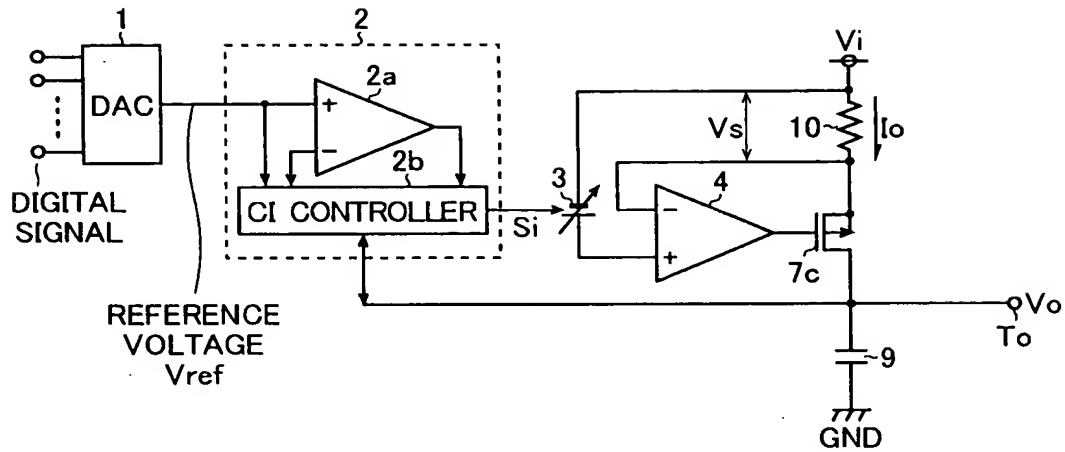 1
DAC
DIGITAL
SIGNAL
REFERENCE
VOLTAGE
Vref
2
2a
+
−
2b
CI CONTROLLER
Si
3
Vi
Vs
10
Io
4
−
+
7c
Vo
To
9
GND